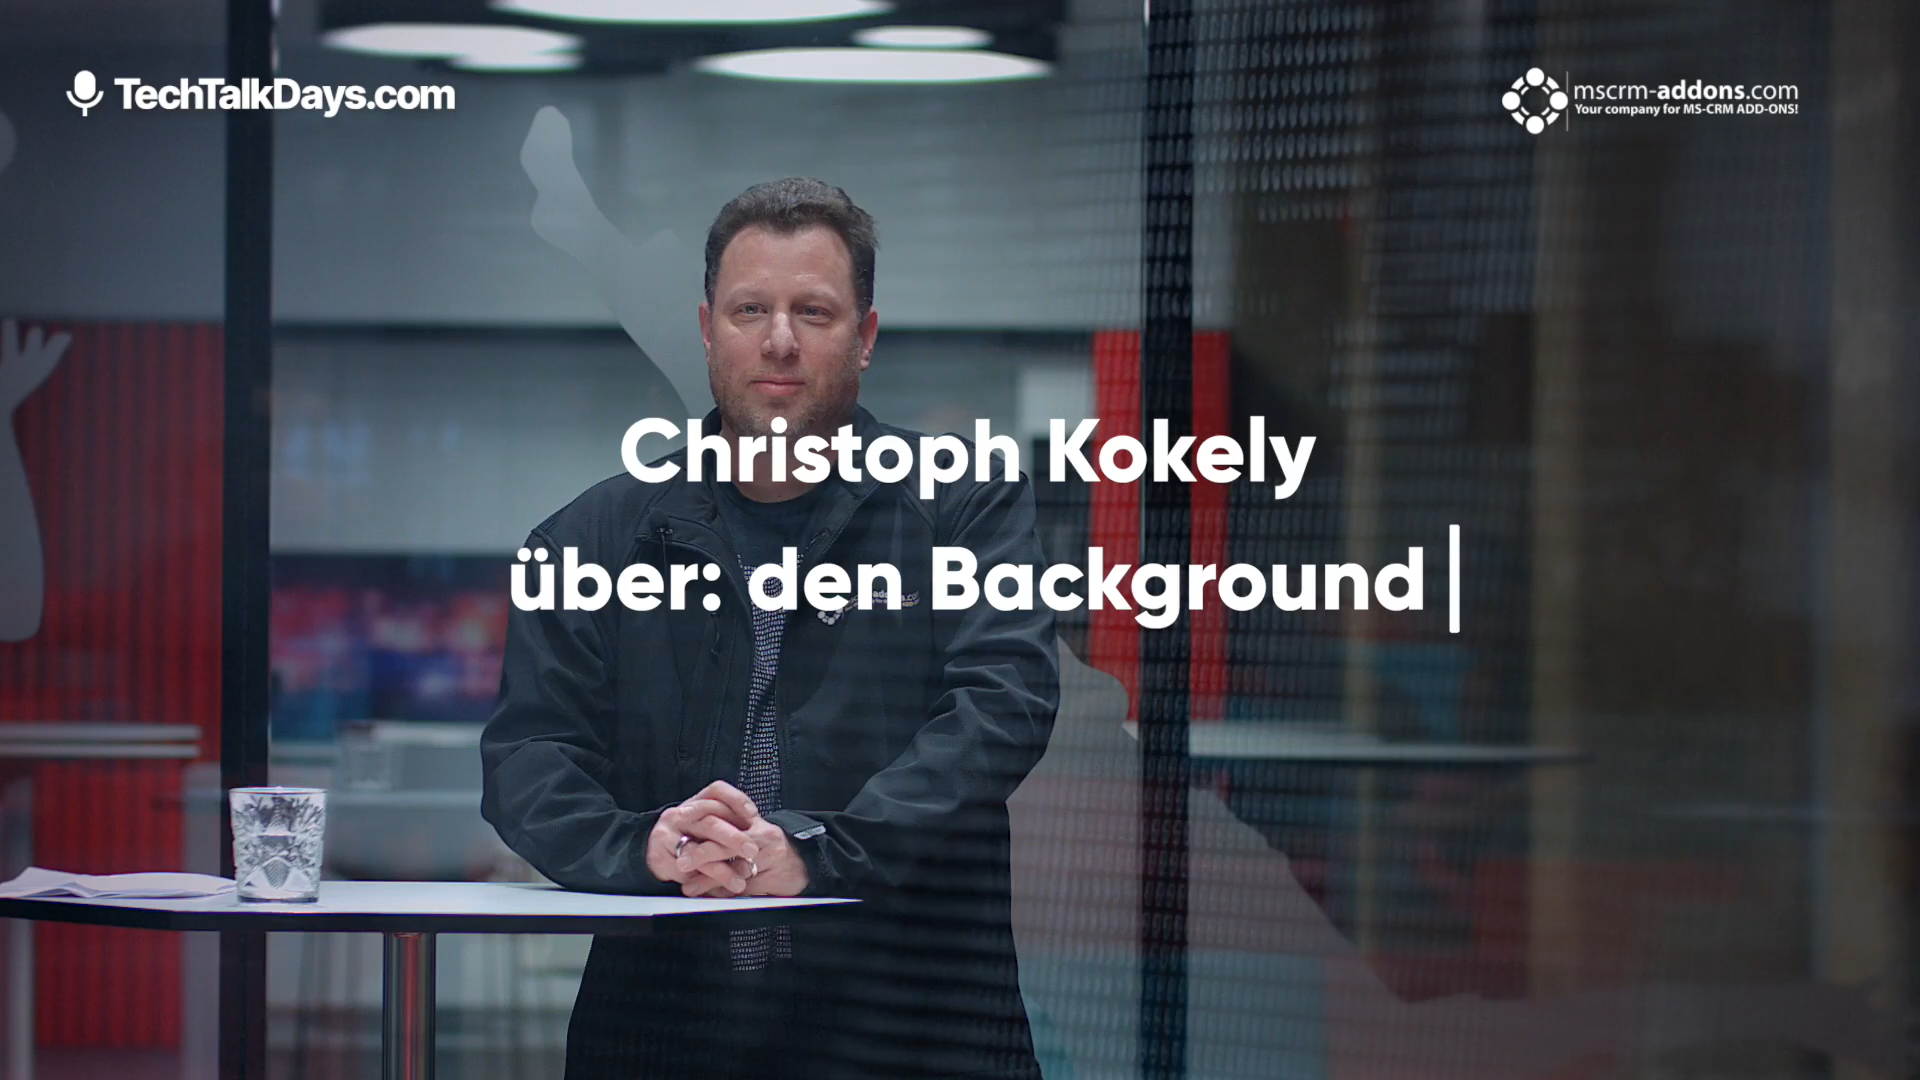 TechTalkDays.com
mscrm-addons.com
Your company for MS-CRM ADD-ONS!
Christoph Kokely
über: den Background